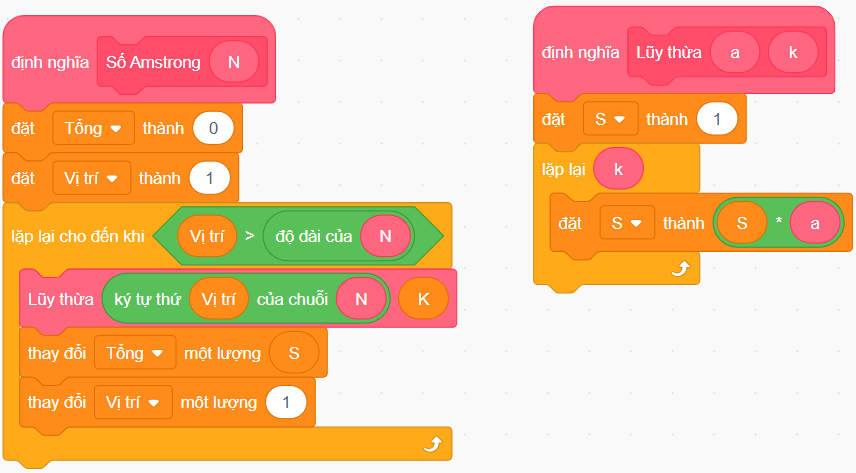 định nghĩa Số Amstrong N
đặt Tổng thành 0
đặt Vị trí thành 1
lặp lại cho đến khi Vị trí > độ dài của N
Lũy thừa ký tự thứ Vị trí của chuỗi N K
thay đổi Tổng một lượng S
thay đổi Vị trí một lượng 1
định nghĩa Lũy thừa a k
đặt S thành 1
lặp lại k
đặt S thành S * a